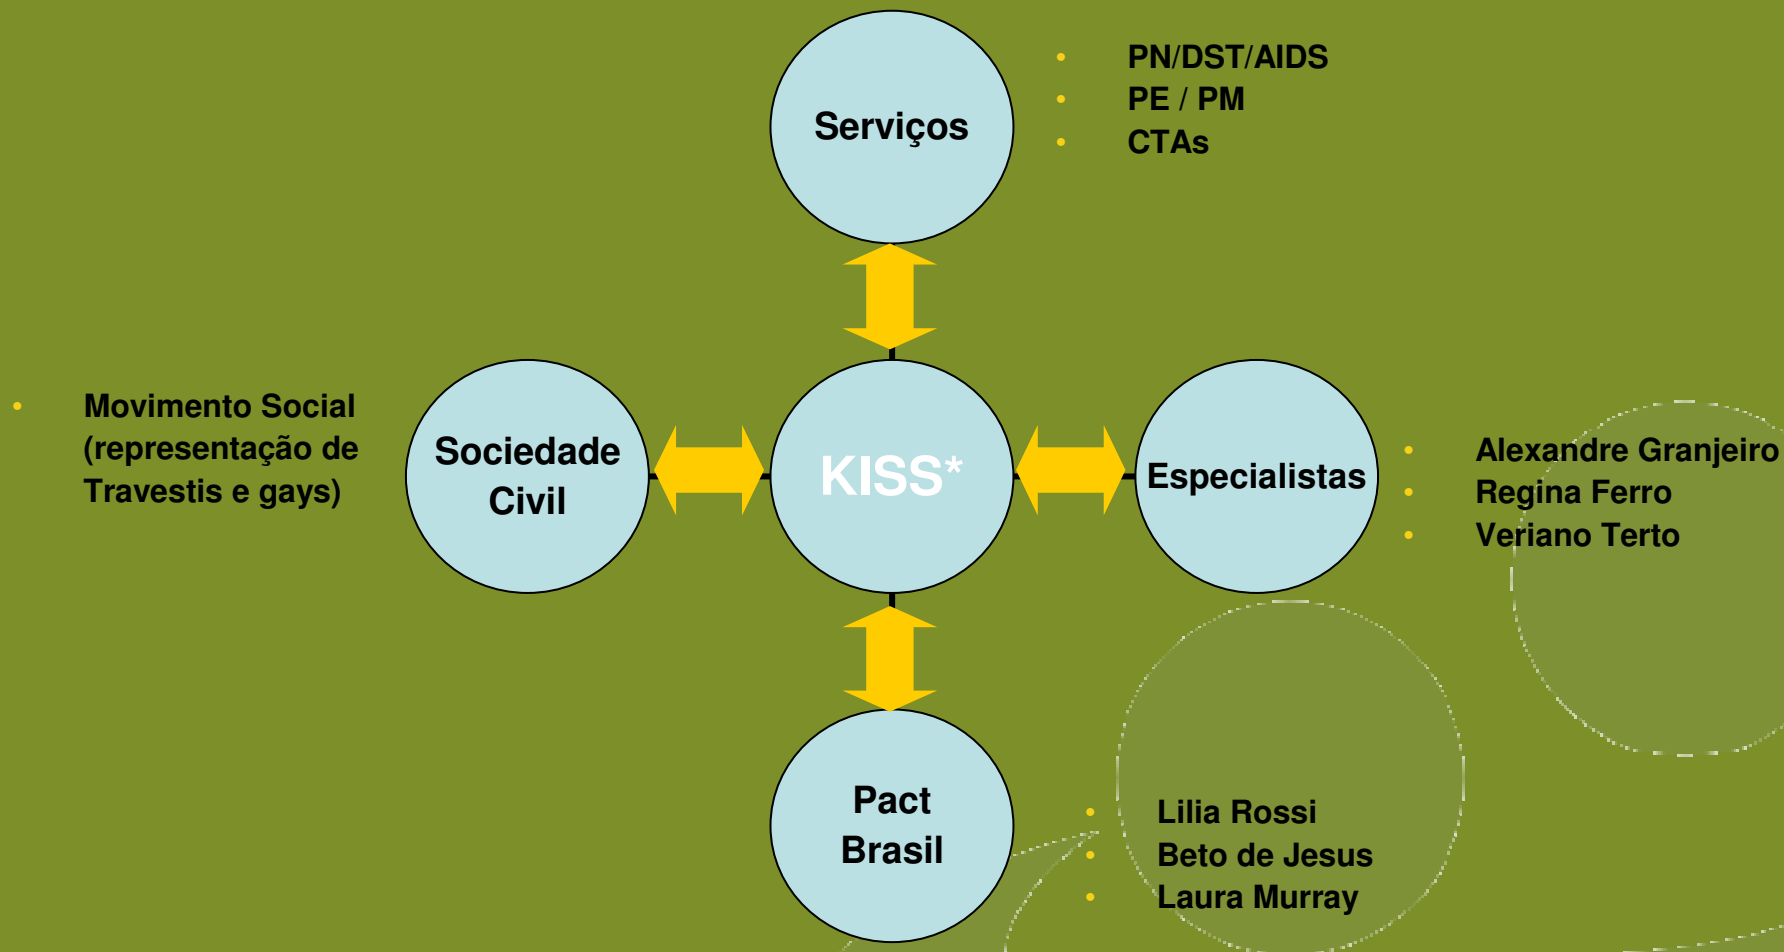 Serviços
PN/DST/AIDS
PE / PM
CTAs
Movimento Social
(representação de
Travestis e gays)
Sociedade
Civil
KISS*
Especialistas
Alexandre Granjeiro
Regina Ferro
Veriano Terto
Pact
Brasil
Lilia Rossi
Beto de Jesus
Laura Murray